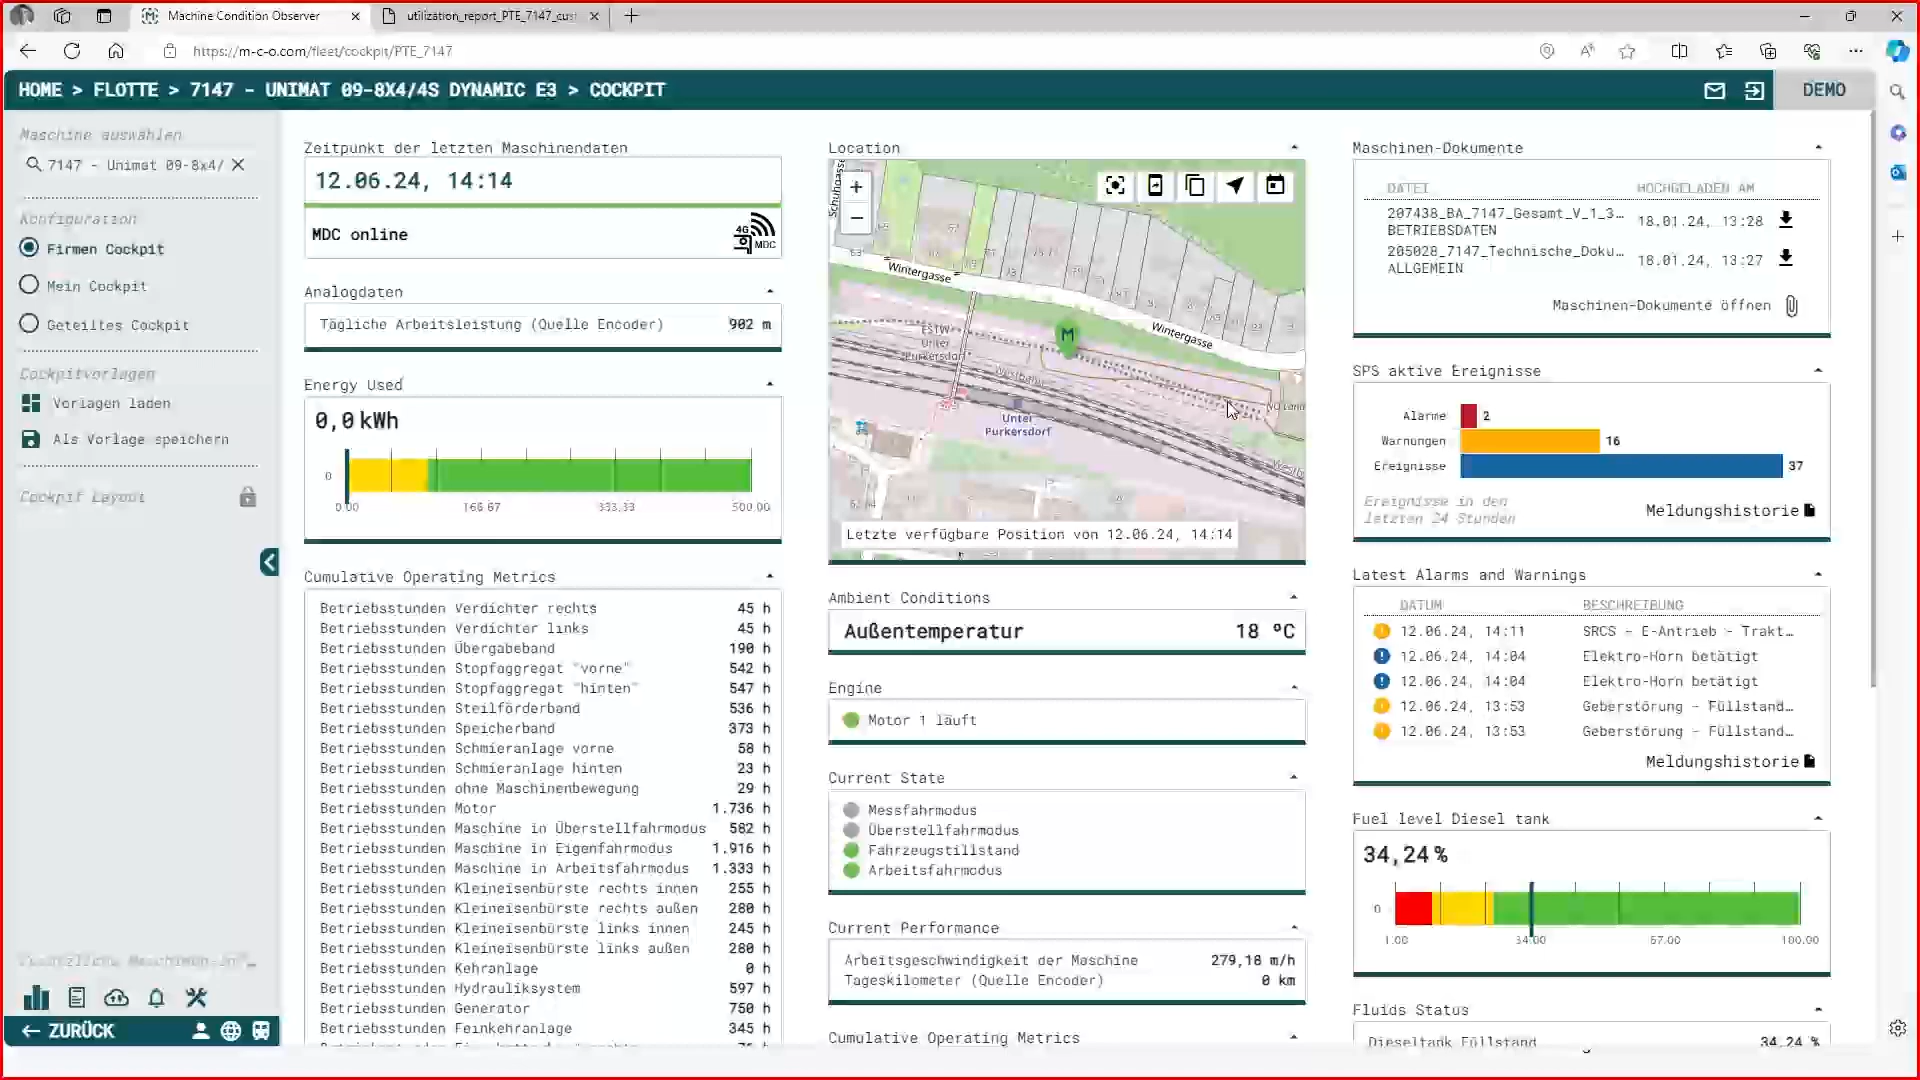 Machine Condition Observer
utilization_report_PTE_7147_cus
https://m-c-o.com/fleet/cockpit/PTE_7147
HOME > FLOTTE > 7147 - UNIMAT 09-8X4/4S DYNAMIC E3 > COCKPIT
DEMO
Maschine auswählen
7147 - Unimat 09-8x4/
Konfiguration
Firmen Cockpit
Mein Cockpit
Geteiltes Cockpit
Cockpitvorlagen
Vorlagen laden
Als Vorlage speichern
Cockpit Layout
ZURÜCK
Zeitpunkt der letzten Maschinendaten
12.06.24, 14:14
MDC online
4G
MDC
Analogdaten
Tägliche Arbeitsleistung (Quelle Encoder) 902 m
Energy Used
0,0 kWh
0
0.00 166.67 333.33 500.00
Cumulative Operating Metrics
Betriebsstunden Verdichter rechts 45 h
Betriebsstunden Verdichter links 45 h
Betriebsstunden Übergabeband 190 h
Betriebsstunden Stopfaggregat "vorne" 542 h
Betriebsstunden Stopfaggregat "hinten" 547 h
Betriebsstunden Steilförderband 536 h
Betriebsstunden Speicherband 373 h
Betriebsstunden Schmieranlage vorne 58 h
Betriebsstunden Schmieranlage hinten 23 h
Betriebsstunden ohne Maschinenbewegung 29 h
Betriebsstunden Motor 1.736 h
Betriebsstunden Maschine in Überstellfahrmodus 582 h
Betriebsstunden Maschine in Eigenfahrmodus 1.916 h
Betriebsstunden Maschine in Arbeitsfahrmodus 1.333 h
Betriebsstunden Kleineisenbürste rechts innen 255 h
Betriebsstunden Kleineisenbürste rechts außen 280 h
Betriebsstunden Kleineisenbürste links innen 245 h
Betriebsstunden Kleineisenbürste links außen 260 h
Betriebsstunden Kehranlage 0 h
Betriebsstunden Hydrauliksystem 597 h
Betriebsstunden Generator 750 h
Betriebsstunden Feinkehranlage 345 h
Location
+
−
Wintergasse
Wintergasse
ESTW
Unter
Purkersdorf
M
Westbahn
Unter
Purkersdorf
Letzte verfügbare Position von 12.06.24, 14:14
Ambient Conditions
Außentemperatur 18 ºC
Engine
Motor 1 läuft
Current State
Messfahrmodus
Überstellfahrmodus
Fahrzeugstillstand
Arbeitsfahrmodus
Current Performance
Arbeitsgeschwindigkeit der Maschine 279,18 m/h
Tageskilometer (Quelle Encoder) 0 km
Cumulative Operating Metrics
Maschinen-Dokumente
DATEI HOCHGELADEN AM
207438_BA_7147_Gesamt_V_1_3… 18.01.24, 13:28
BETRIEBSDATEN
205028_7147_Technische_Doku… 18.01.24, 13:27
ALLGEMEIN
Maschinen-Dokumente öffnen
SPS aktive Ereignisse
Alarme 2
Warnungen 16
Ereignisse 37
Ereignisse in den
letzten 24 Stunden
Meldungshistorie
Latest Alarms and Warnings
DATUM BESCHREIBUNG
12.06.24, 14:11 SRCS - E-Antrieb - Trakt…
12.06.24, 14:04 Elektro-Horn betätigt
12.06.24, 14:04 Elektro-Horn betätigt
12.06.24, 13:53 Geberstörung - Füllstand…
12.06.24, 13:53 Geberstörung - Füllstand…
Meldungshistorie
Fuel level Diesel tank
34,24 %
0
1.00 34.00 67.00 100.00
Fluids Status
Dieseltank Füllstand 34,24 %